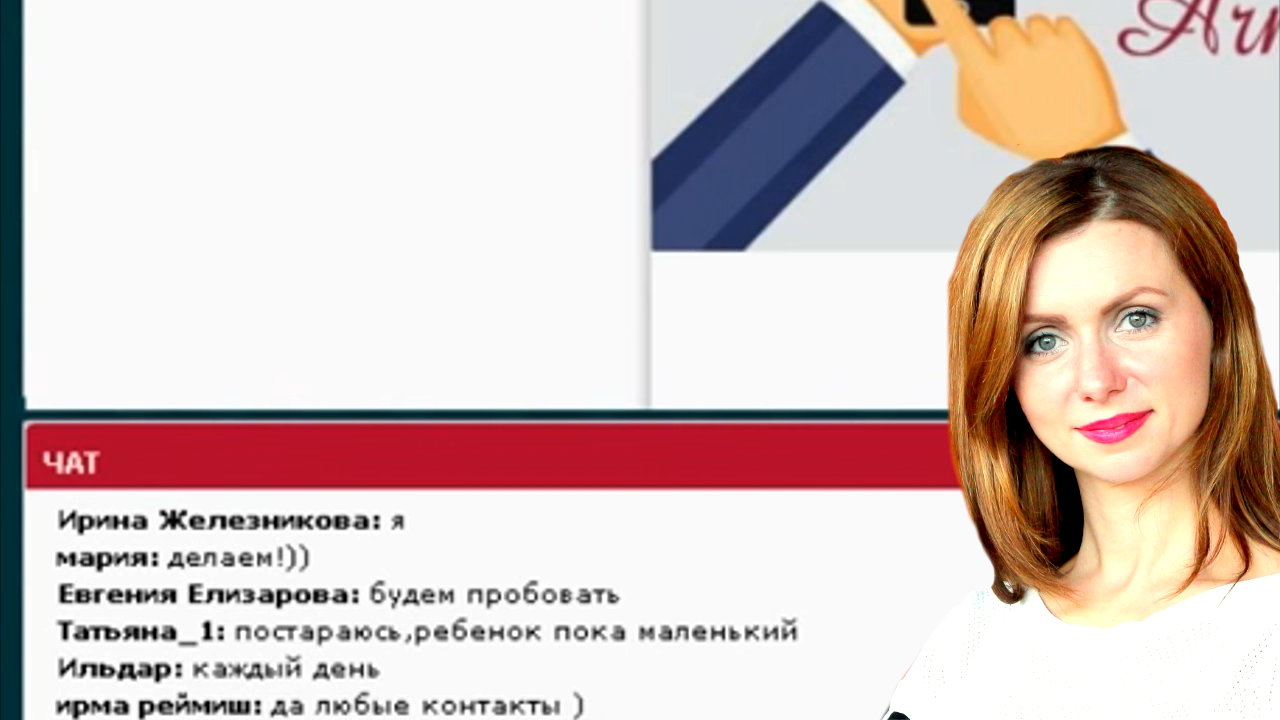 ЧАТ
Ирина Железникова: я
мария: делаем!))
Евгения Елизарова: будем пробовать
Татьяна_1: постараюсь,ребенок пока маленький
Ильдар: каждый день
ирма реймиш: да любые контакты )